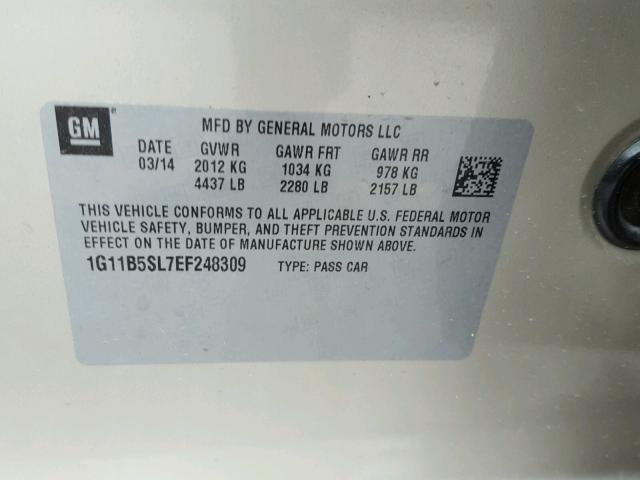 GM
MFD BY GENERAL MOTORS LLC
DATE GVWR GAWR FRT GAWR RR
03/14 2012 KG 1034 KG 978 KG
4437 LB 2280 LB 2157 LB
THIS VEHICLE CONFORMS TO ALL APPLICABLE U.S. FEDERAL MOTOR
VEHICLE SAFETY, BUMPER, AND THEFT PREVENTION STANDARDS IN
EFFECT ON THE DATE OF MANUFACTURE SHOWN ABOVE.
1G11B5SL7EF248309 TYPE: PASS CAR